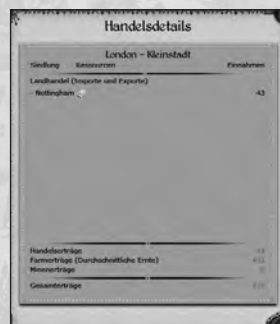 Handelsdetails
London – Kleinstadt
Siedlung Ressourcen Einnahmen
Landhandel (Importe und Exporte)
- Nottingham 43
Handelserträge
Farmerträge (Durchschnittliche Ernte)
Minenerträge
Gesamterträge